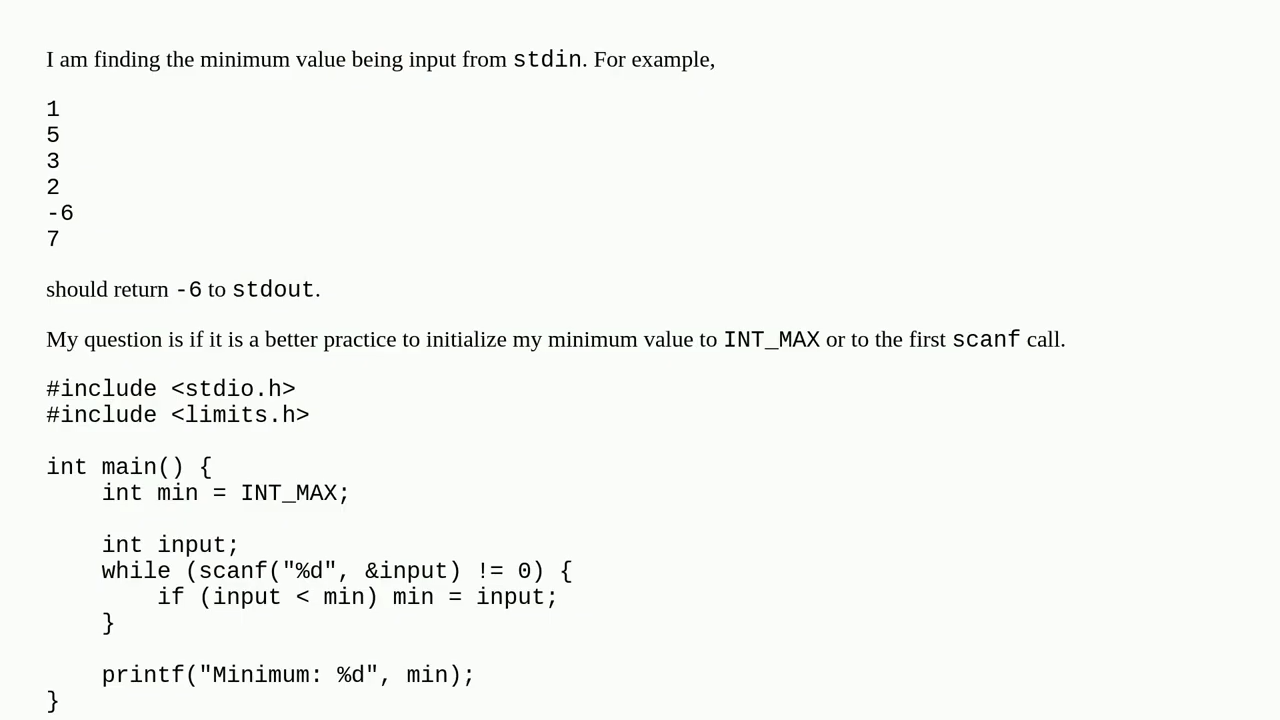 I am finding the minimum value being input from stdin. For example,
1
5
3
2
-6
7
should return -6 to stdout.
My question is if it is a better practice to initialize my minimum value to INT_MAX or to the first scanf call.
#include <stdio.h>
#include <limits.h>
int main() {
    int min = INT_MAX;
    int input;
    while (scanf("%d", &input) != 0) {
        if (input < min) min = input;
    }
    printf("Minimum: %d", min);
}